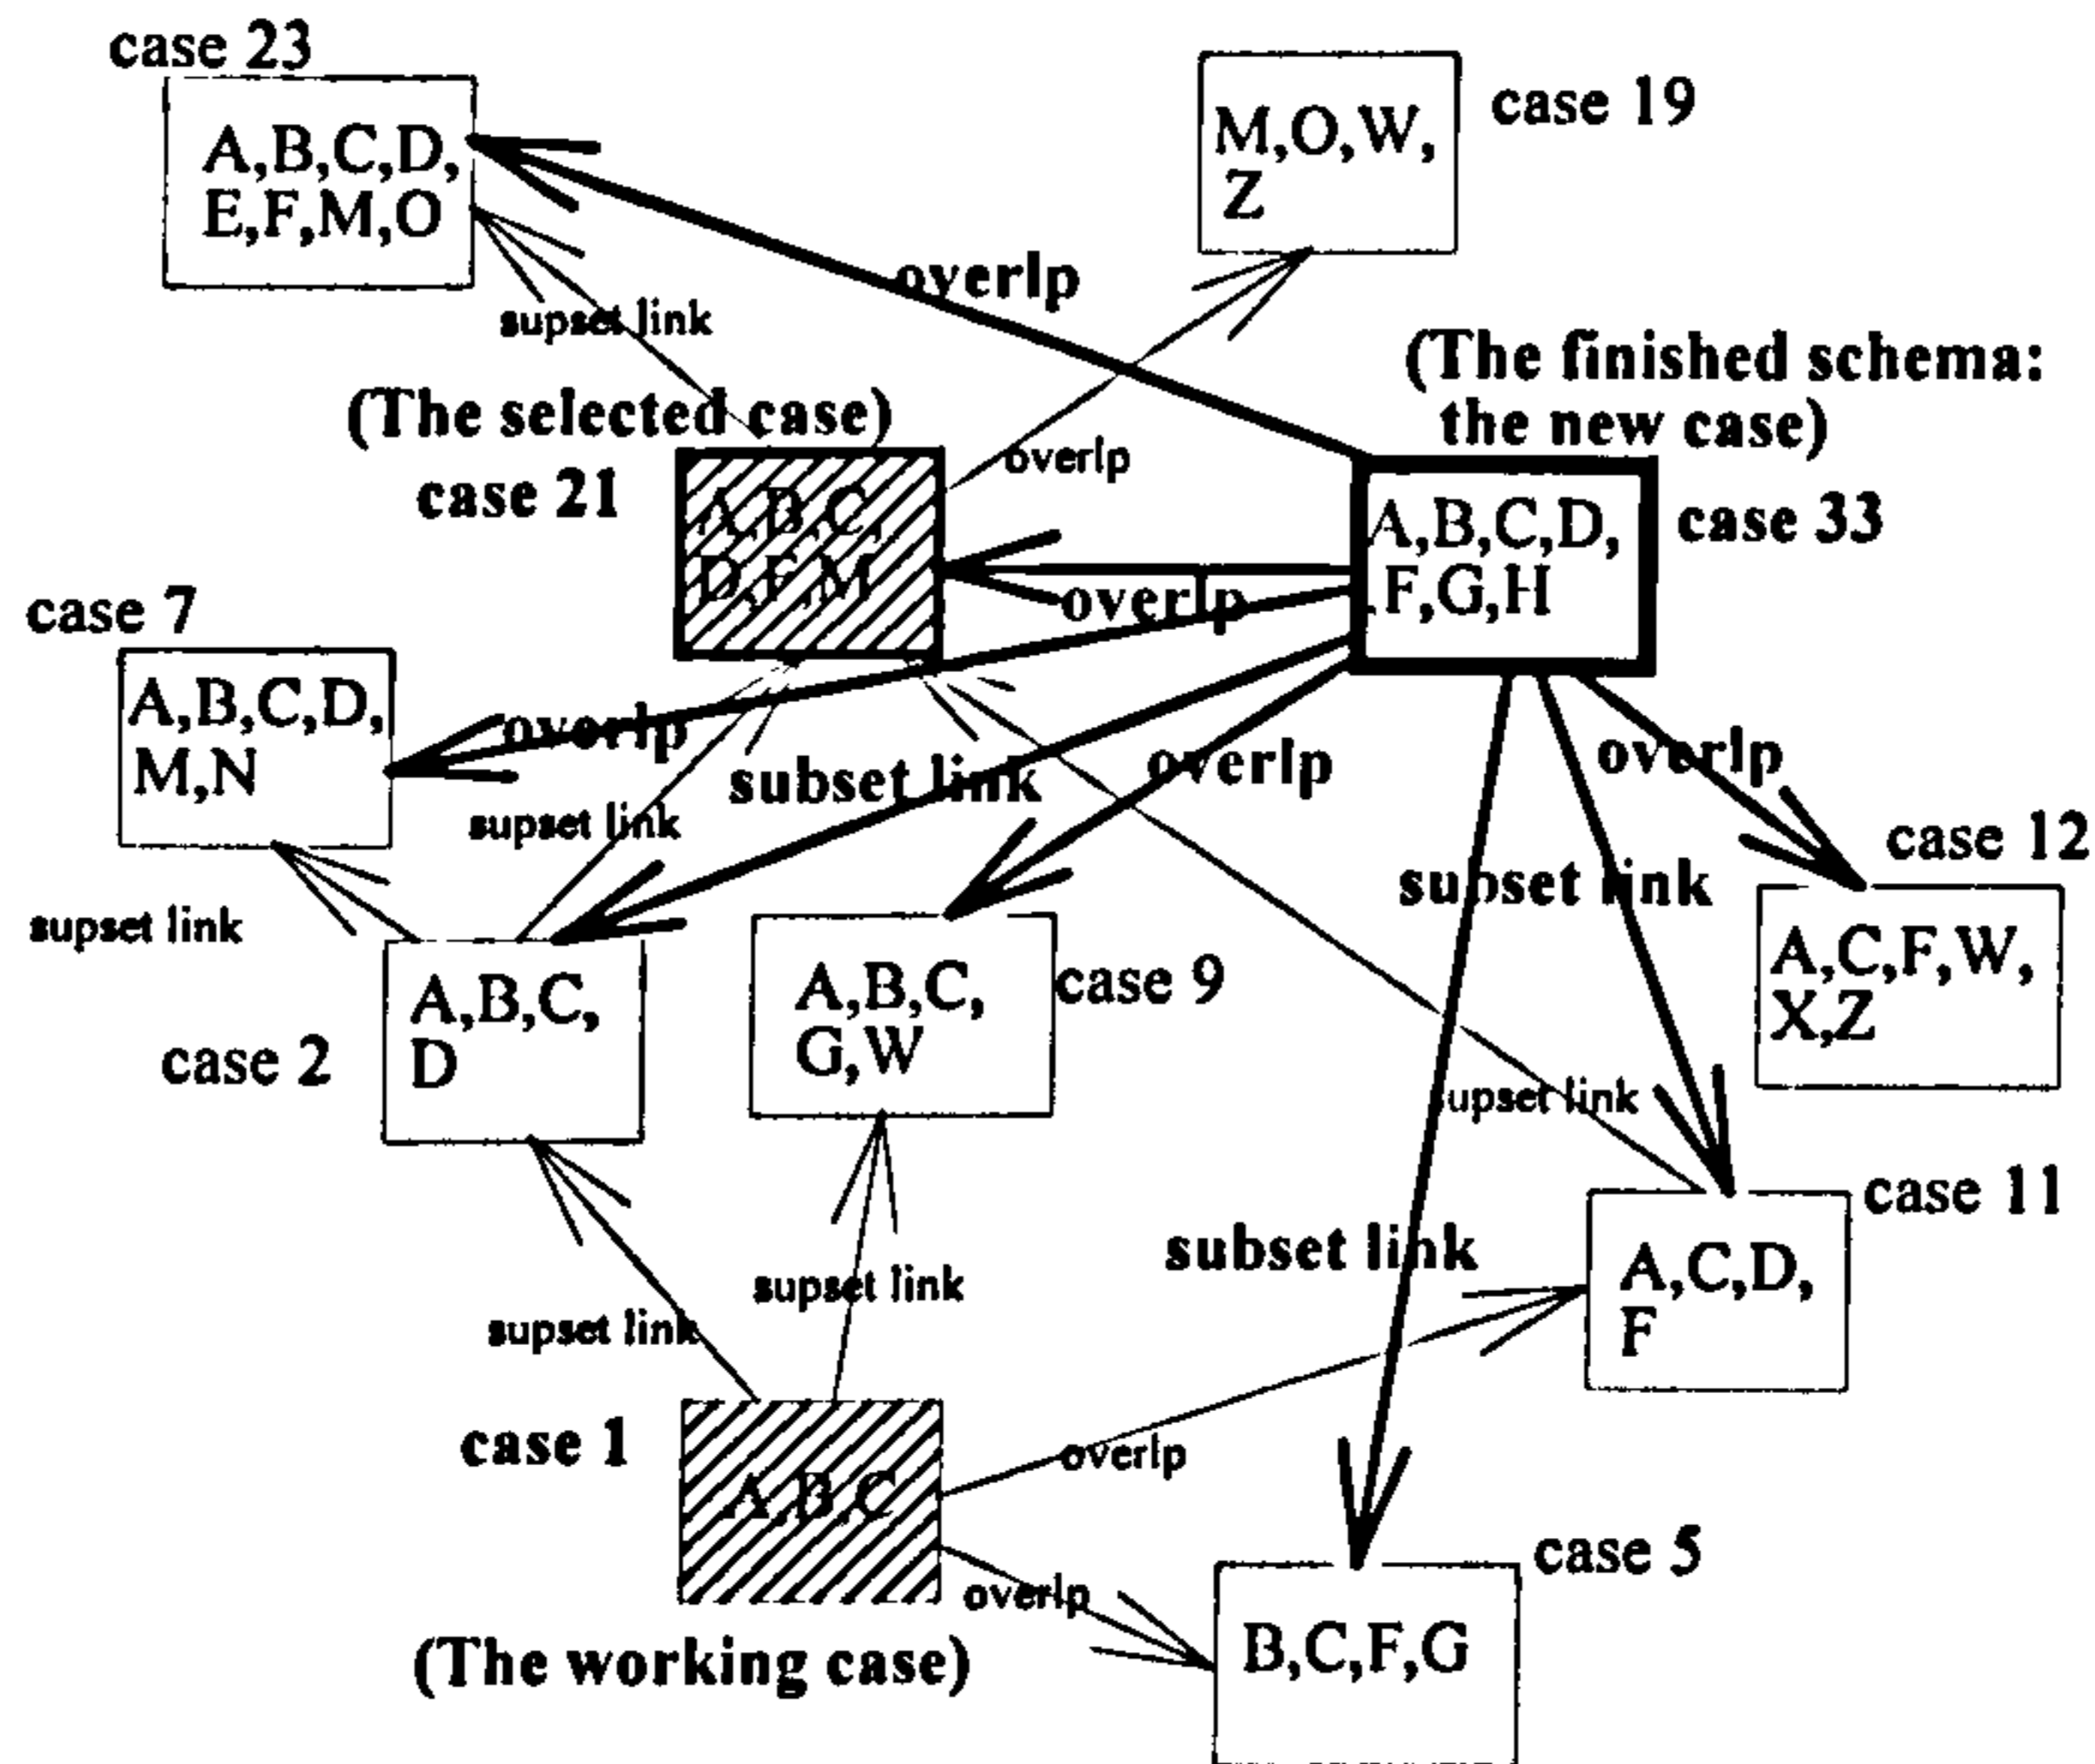 case 23
A,B,C,D,
E,F,M,O
case 19
M,O,W,
Z
overlp
supset link
(The finished schema:
the new case)
(The selected case)
case 21
A,B,C,
D,F,M
overlp
A,B,C,D,
,F,G,H
case 33
overlp
case 7
A,B,C,D,
M,N
overlp
subset link
overlp
overlp
supset link
supset link
subset link
case 12
A,C,F,W,
X,Z
case 2
A,B,C,
D
A,B,C,
G,W
case 9
supset link
case 11
A,C,D,
F
subset link
supset link
supset link
case 1
A,B,C
overlp
overlp
case 5
B,C,F,G
(The working case)